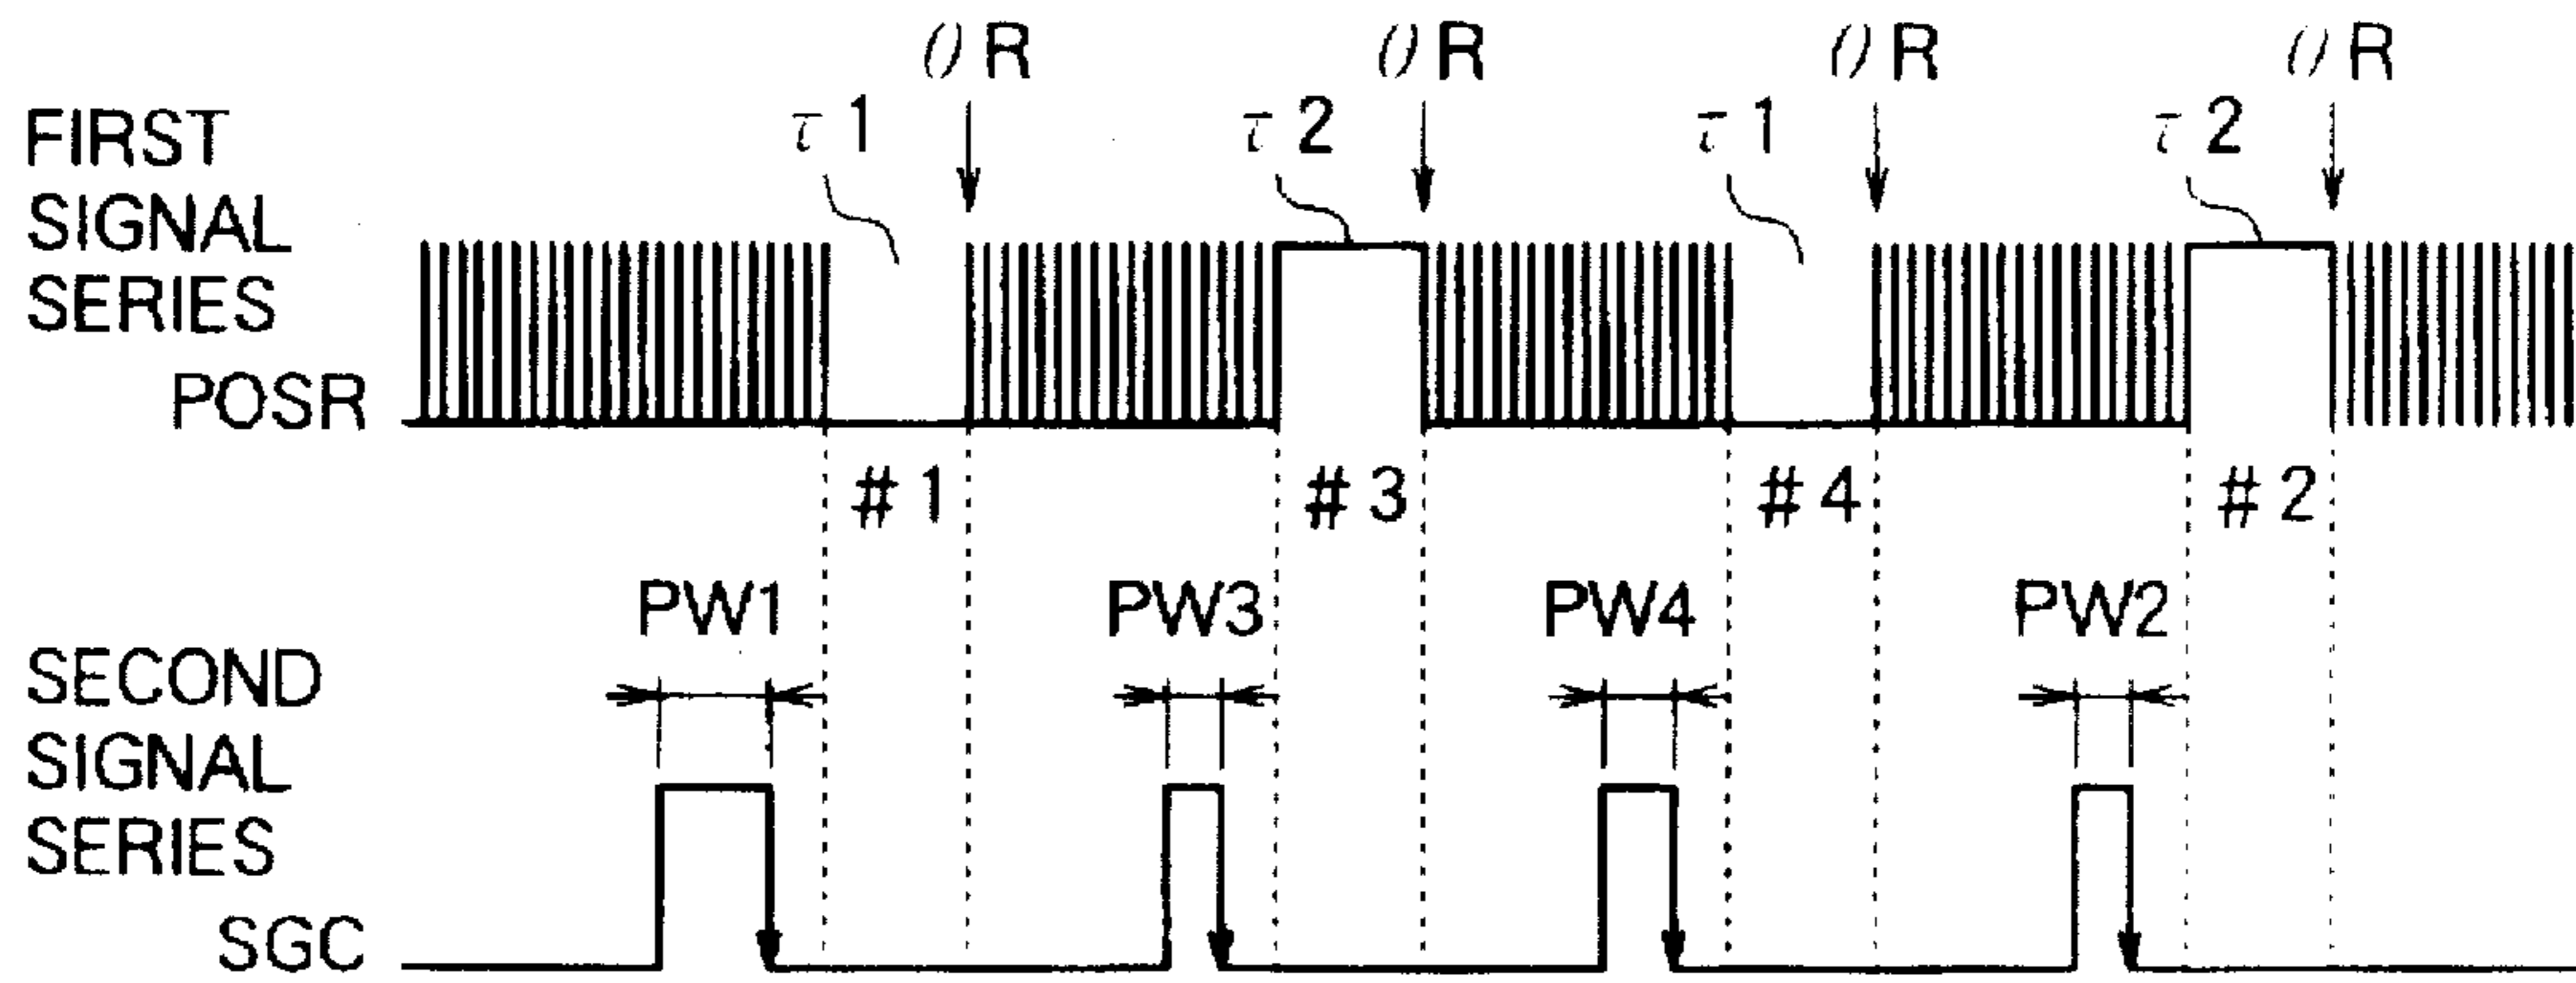 θR θR θR θR
τ1 τ2 τ1 τ2
FIRST
SIGNAL
SERIES
POSR
#1 #3 #4 #2
PW1 PW3 PW4 PW2
SECOND
SIGNAL
SERIES
SGC